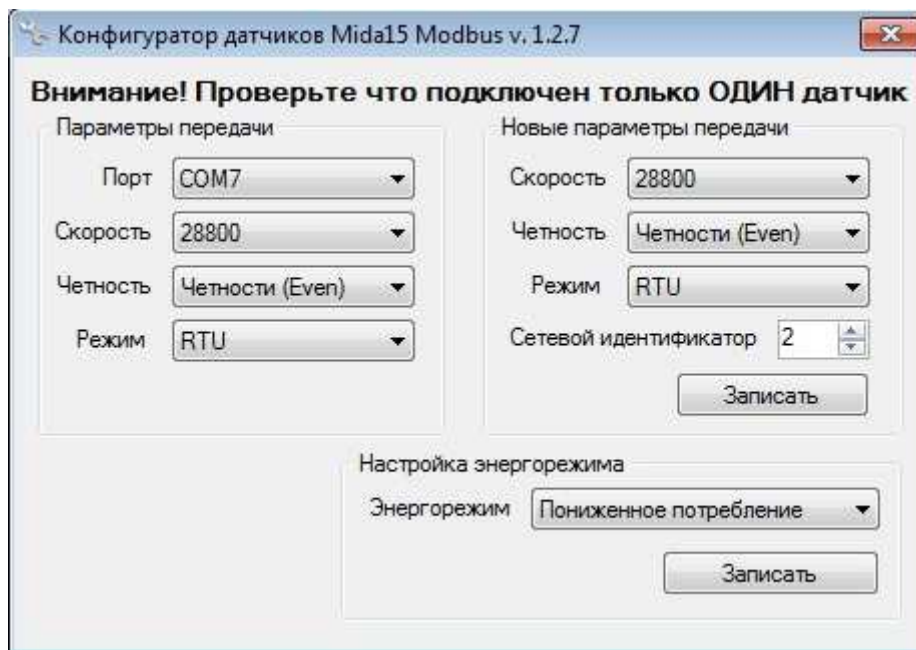 Конфигуратор датчиков Mida15 Modbus v. 1.2.7
Внимание! Проверьте что подключен только ОДИН датчик
Параметры передачи
Порт COM7
Скорость 28800
Четность Четности (Even)
Режим RTU
Новые параметры передачи
Скорость 28800
Четность Четности (Even)
Режим RTU
Сетевой идентификатор 2
Записать
Настройка энергорежима
Энергорежим Пониженное потребление
Записать